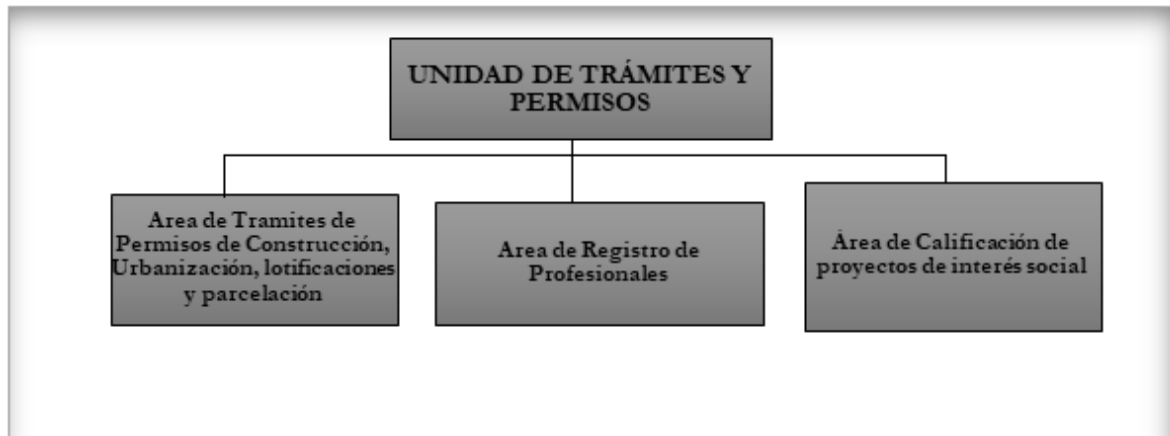 UNIDAD DE TRÁMITES Y
PERMISOS
Area de Tramites de
Permisos de Construcción,
Urbanización, lotificaciones
y parcelación
Area de Registro de
Profesionales
Área de Calificación de
proyectos de interés social